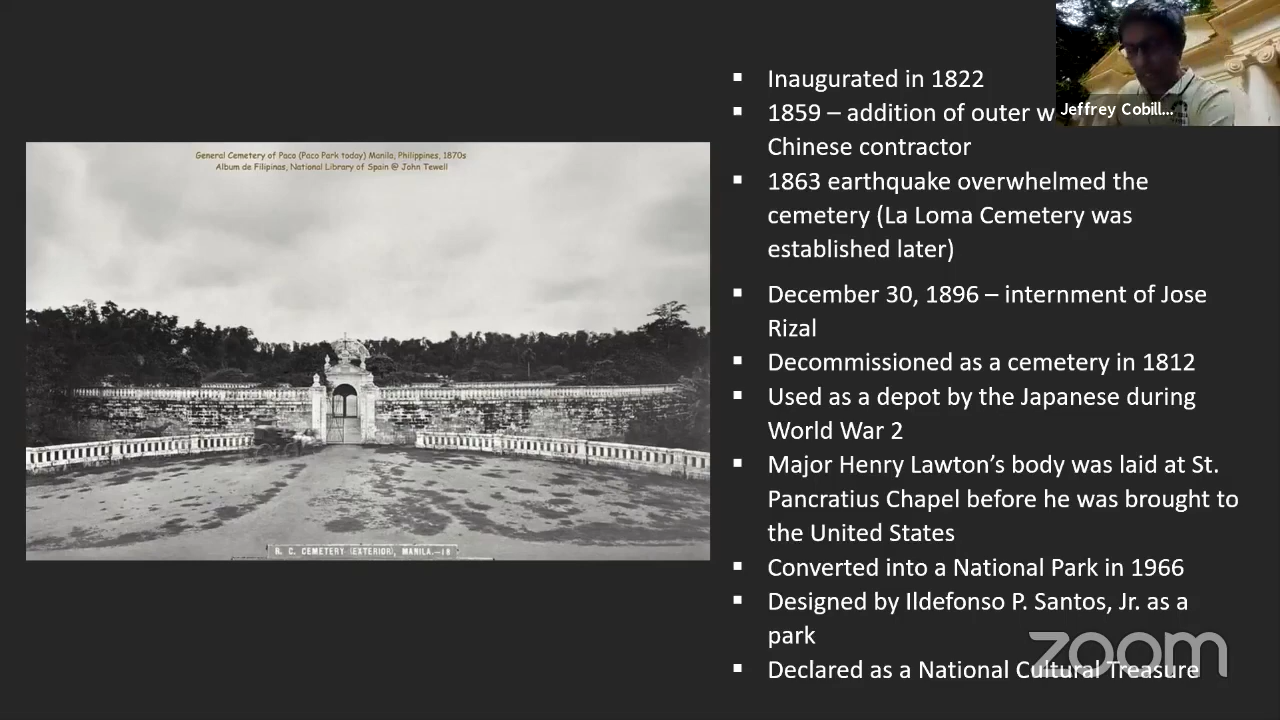 General Cemetery of Paco (Paco Park today) Manila, Philippines, 1870s
Album de Filipinas, National Library of Spain @ John Tewell
R. C. CEMETERY (EXTERIOR), MANILA.-18
▪ Inaugurated in 1822
▪ 1859 – addition of outer w
Chinese contractor
▪ 1863 earthquake overwhelmed the
cemetery (La Loma Cemetery was
established later)
▪ December 30, 1896 – internment of Jose
Rizal
▪ Decommissioned as a cemetery in 1812
▪ Used as a depot by the Japanese during
World War 2
▪ Major Henry Lawton’s body was laid at St.
Pancratius Chapel before he was brought to
the United States
▪ Converted into a National Park in 1966
▪ Designed by Ildefonso P. Santos, Jr. as a
park
▪ Declared as a National Cultural Treasure
Jeffrey Cobill...
zoom